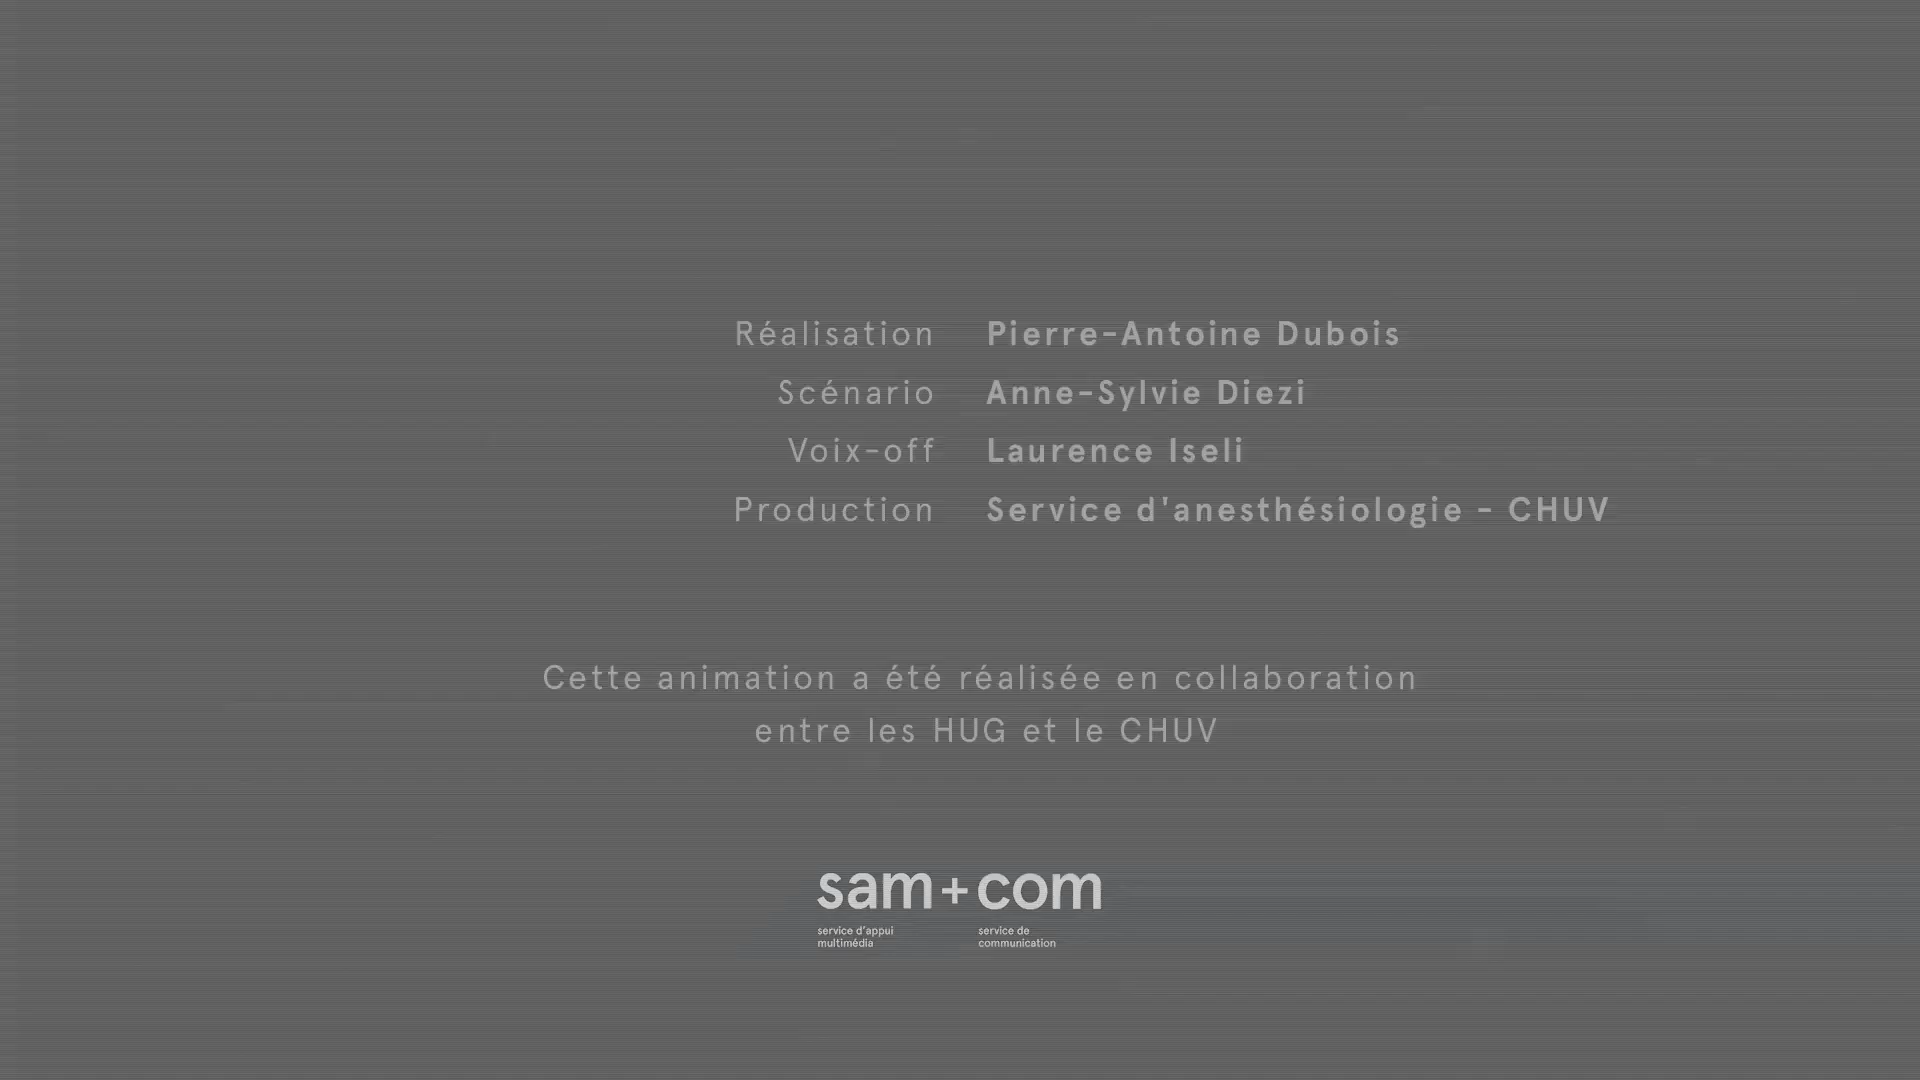 Réalisation Pierre-Antoine Dubois
Scénario Anne-Sylvie Diezi
Voix-off Laurence Iseli
Production Service d'anesthésiologie - CHUV
Cette animation a été réalisée en collaboration
entre les HUG et le CHUV
sam + com
service d'appui service de
multimédia communication